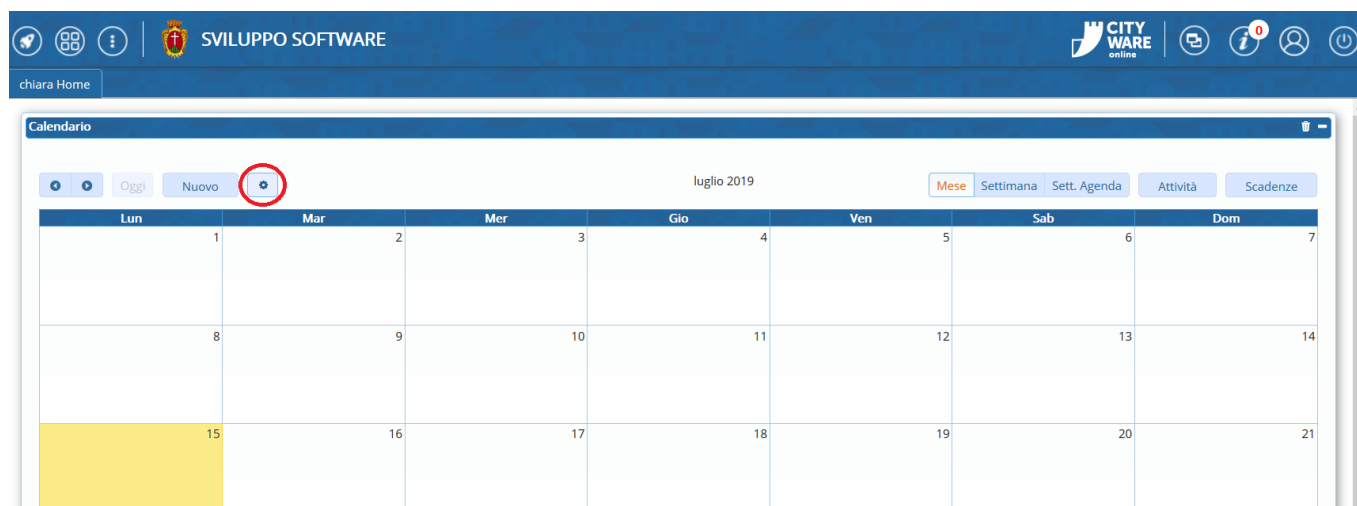 SVILUPPO SOFTWARE
CITY
WARE
online
0
chiara Home
Calendario
Oggi Nuovo luglio 2019 Mese Settimana Sett. Agenda Attività Scadenze
Lun Mar Mer Gio Ven Sab Dom
1 2 3 4 5 6 7
8 9 10 11 12 13 14
15 16 17 18 19 20 21